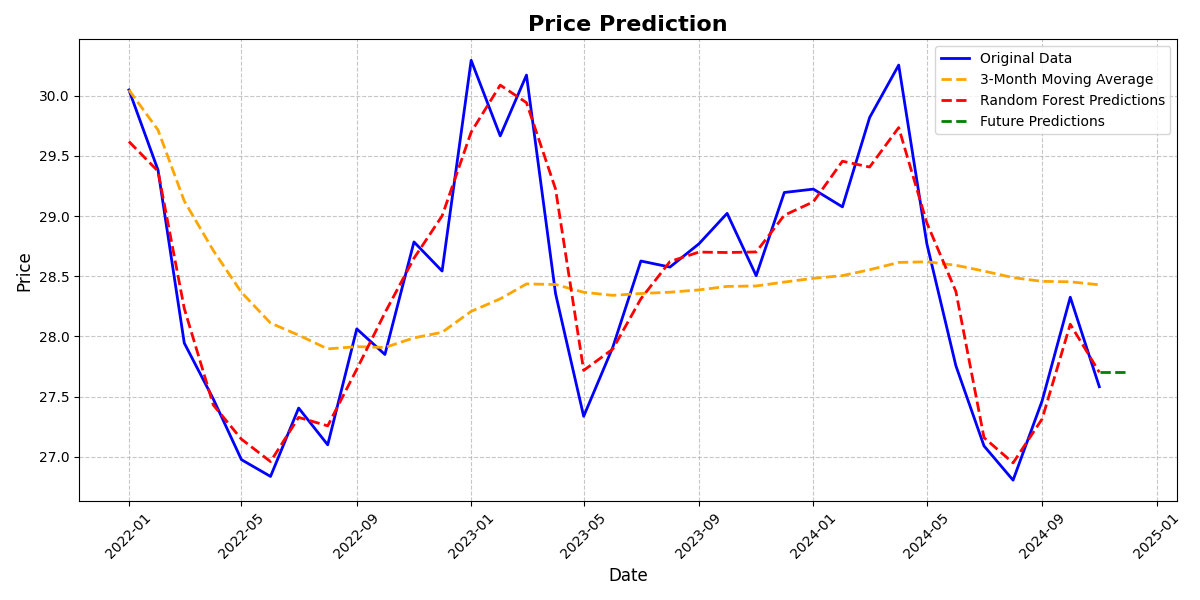 Price Prediction
Original Data
3-Month Moving Average
Random Forest Predictions
Future Predictions
Price
30.0
29.5
29.0
28.5
28.0
27.5
27.0
2022-01
2022-05
2022-09
2023-01
2023-05
2023-09
2024-01
2024-05
2024-09
2025-01
Date